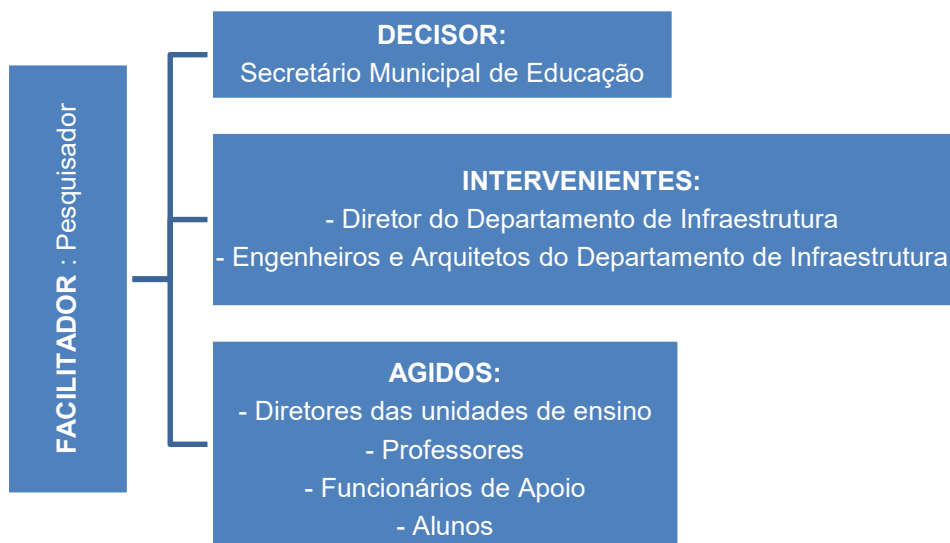 FACILITADOR : Pesquisador
DECISOR:
Secretário Municipal de Educação
INTERVENIENTES:
- Diretor do Departamento de Infraestrutura
- Engenheiros e Arquitetos do Departamento de Infraestrutura
AGIDOS:
- Diretores das unidades de ensino
- Professores
- Funcionários de Apoio
- Alunos